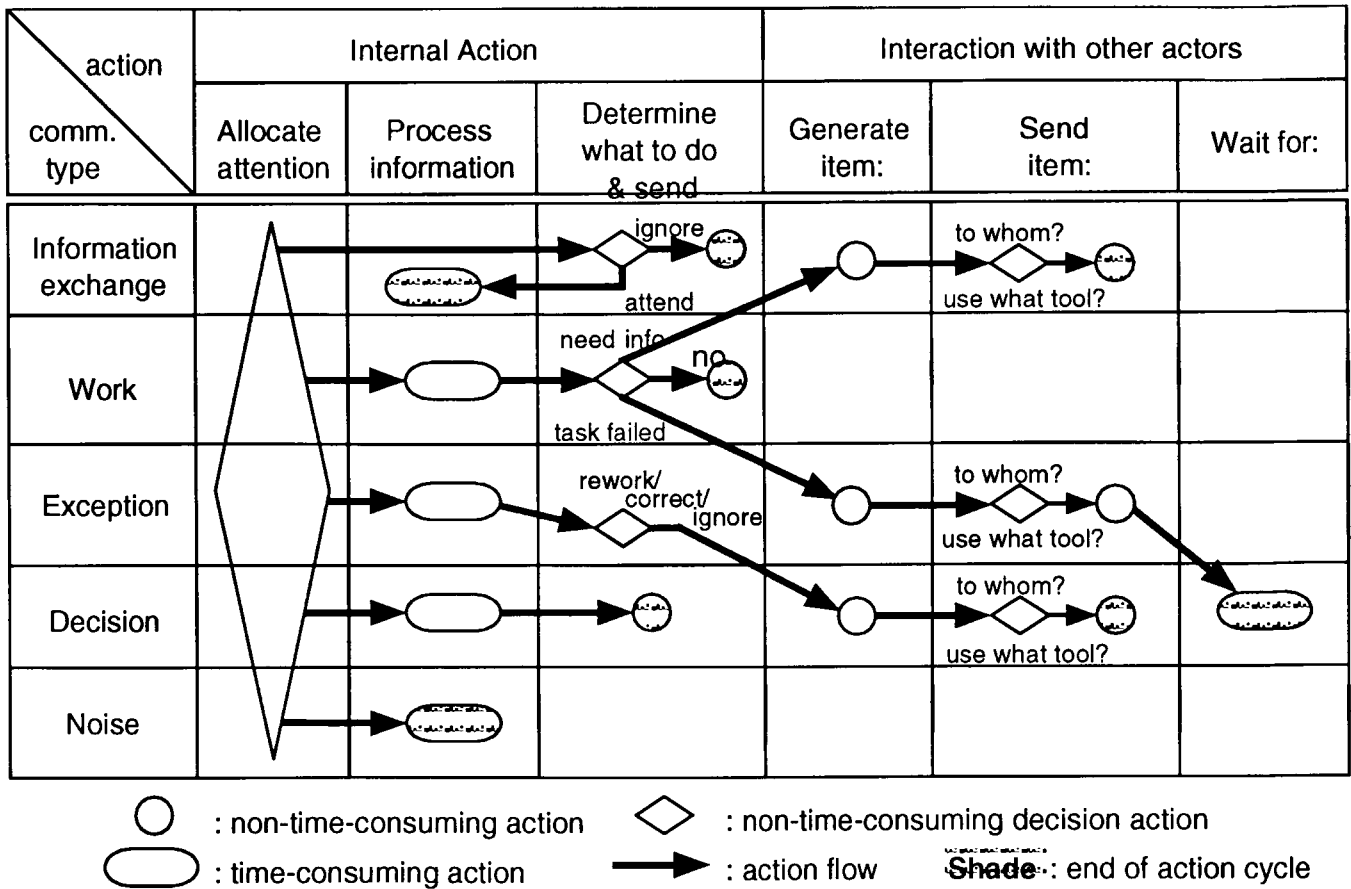 action
Internal Action
Interaction with other actors
comm.
type
Allocate
attention
Process
information
Determine
what to do
& send
Generate
item:
Send
item:
Wait for:
Information
exchange
ignore
attend
to whom?
use what tool?
Work
need info
no
task failed
Exception
rework/
correct/
ignore
to whom?
use what tool?
Decision
to whom?
use what tool?
Noise
: non-time-consuming action
: non-time-consuming decision action
: time-consuming action
: action flow
Shade : end of action cycle